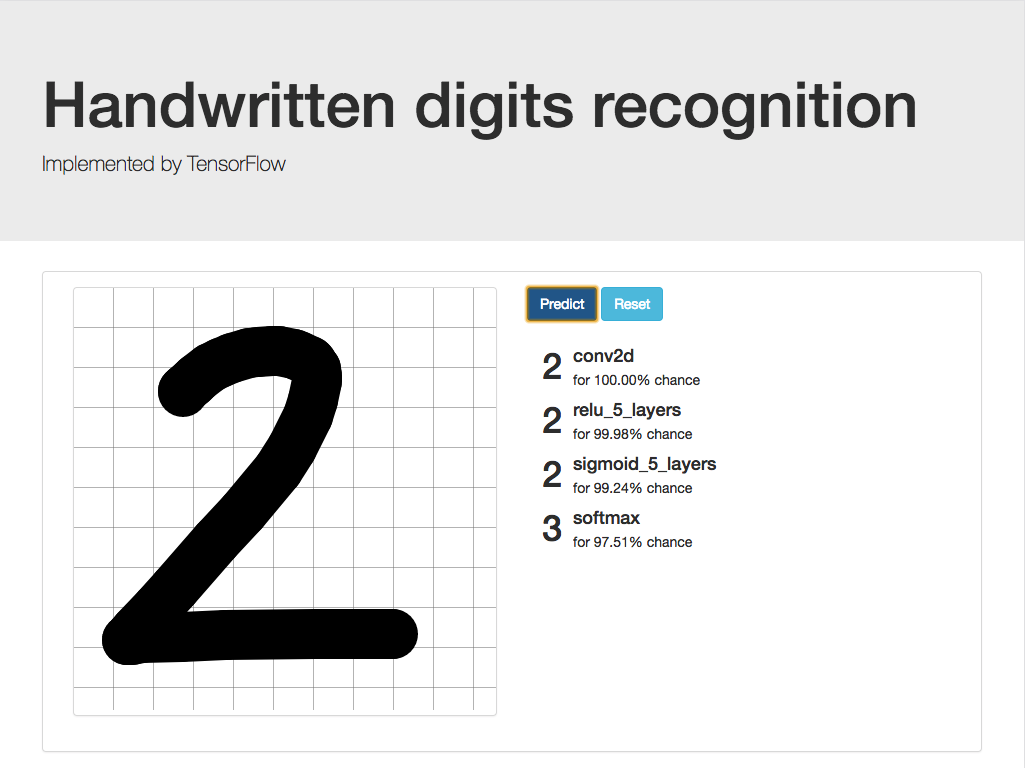 Handwritten digits recognition
Implemented by TensorFlow
Predict Reset
2
2 conv2d
for 100.00% chance
2 relu_5_layers
for 99.98% chance
2 sigmoid_5_layers
for 99.24% chance
3 softmax
for 97.51% chance